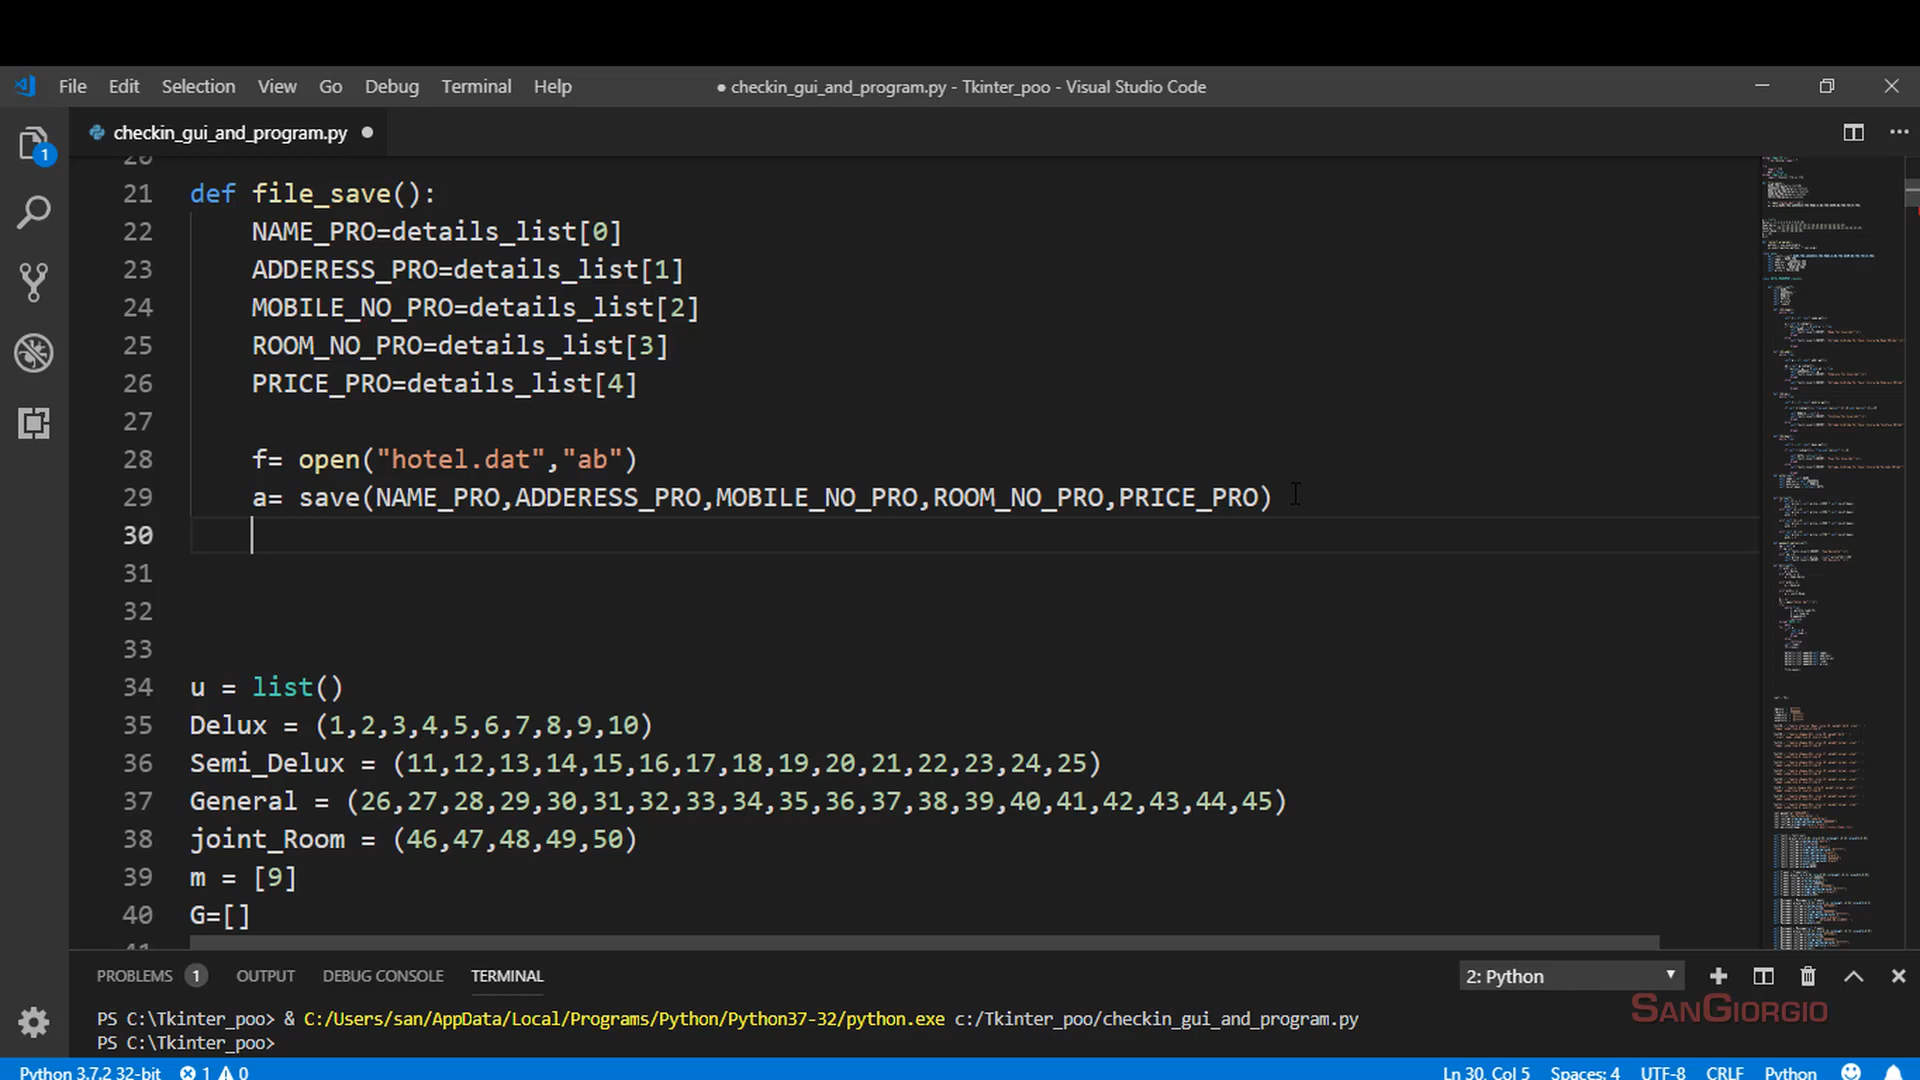 File Edit Selection View Go Debug Terminal Help
● checkin_gui_and_program.py - Tkinter_poo - Visual Studio Code
1
checkin_gui_and_program.py ●
20
21 def file_save():
22 NAME_PRO=details_list[0]
23 ADDERESS_PRO=details_list[1]
24 MOBILE_NO_PRO=details_list[2]
25 ROOM_NO_PRO=details_list[3]
26 PRICE_PRO=details_list[4]
27
28 f= open("hotel.dat","ab")
29 a= save(NAME_PRO,ADDERESS_PRO,MOBILE_NO_PRO,ROOM_NO_PRO,PRICE_PRO)
30
31
32
33
34 u = list()
35 Delux = (1,2,3,4,5,6,7,8,9,10)
36 Semi_Delux = (11,12,13,14,15,16,17,18,19,20,21,22,23,24,25)
37 General = (26,27,28,29,30,31,32,33,34,35,36,37,38,39,40,41,42,43,44,45)
38 joint_Room = (46,47,48,49,50)
39 m = [9]
40 G=[]
41
PROBLEMS 1 OUTPUT DEBUG CONSOLE TERMINAL 2: Python
SANGIORGIO
PS C:\Tkinter_poo> & C:/Users/san/AppData/Local/Programs/Python/Python37-32/python.exe c:/Tkinter_poo/checkin_gui_and_program.py
PS C:\Tkinter_poo>
Python 3.7.2 32-bit 1 0 Ln 30, Col 5 Spaces: 4 UTF-8 CRLF Python